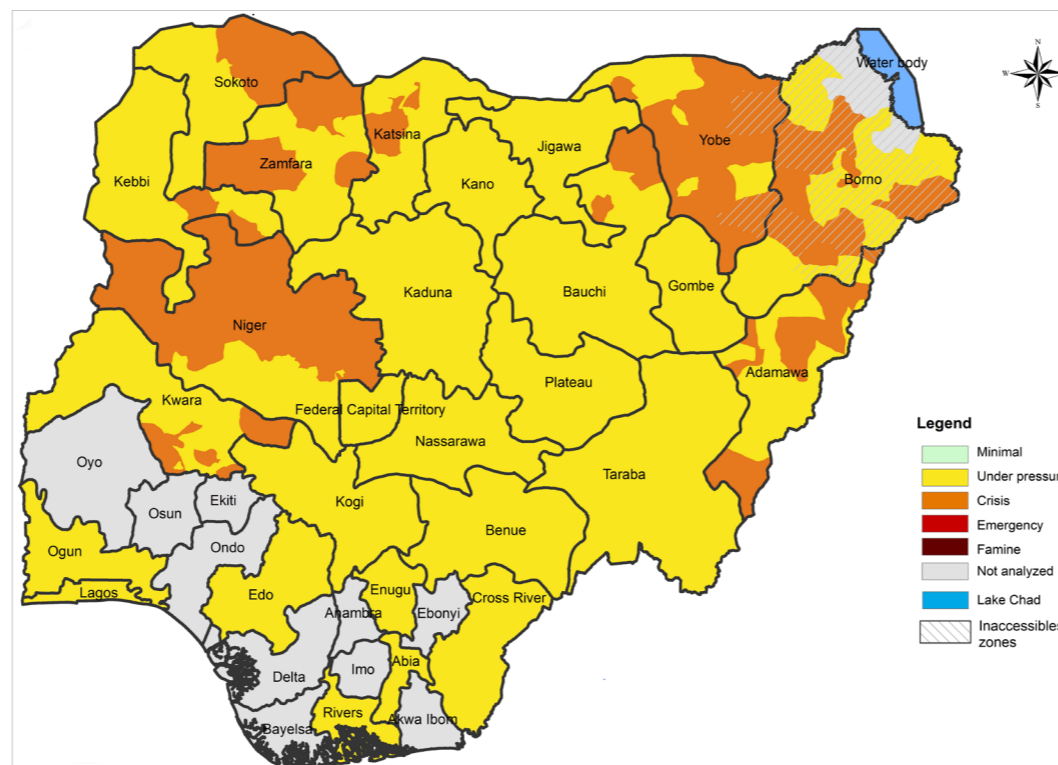 N
W
S
Water body
Sokoto
Katsina
Yobe
Jigawa
Zamfara
Kano
Borno
Kebbi
Kaduna
Bauchi
Gombe
Niger
Adamawa
Plateau
Kwara
Federal Capital Territory
Nassarawa
Oyo
Taraba
Ekiti
Kogi
Osun
Benue
Ondo
Ogun
Lagos
Edo
Enugu
Cross River
Anambra
Ebonyi
Abia
Imo
Delta
Rivers
Akwa Ibom
Bayelsa
Legend
Minimal
Under pressur
Crisis
Emergency
Famine
Not analyzed
Lake Chad
Inaccessibles
zones